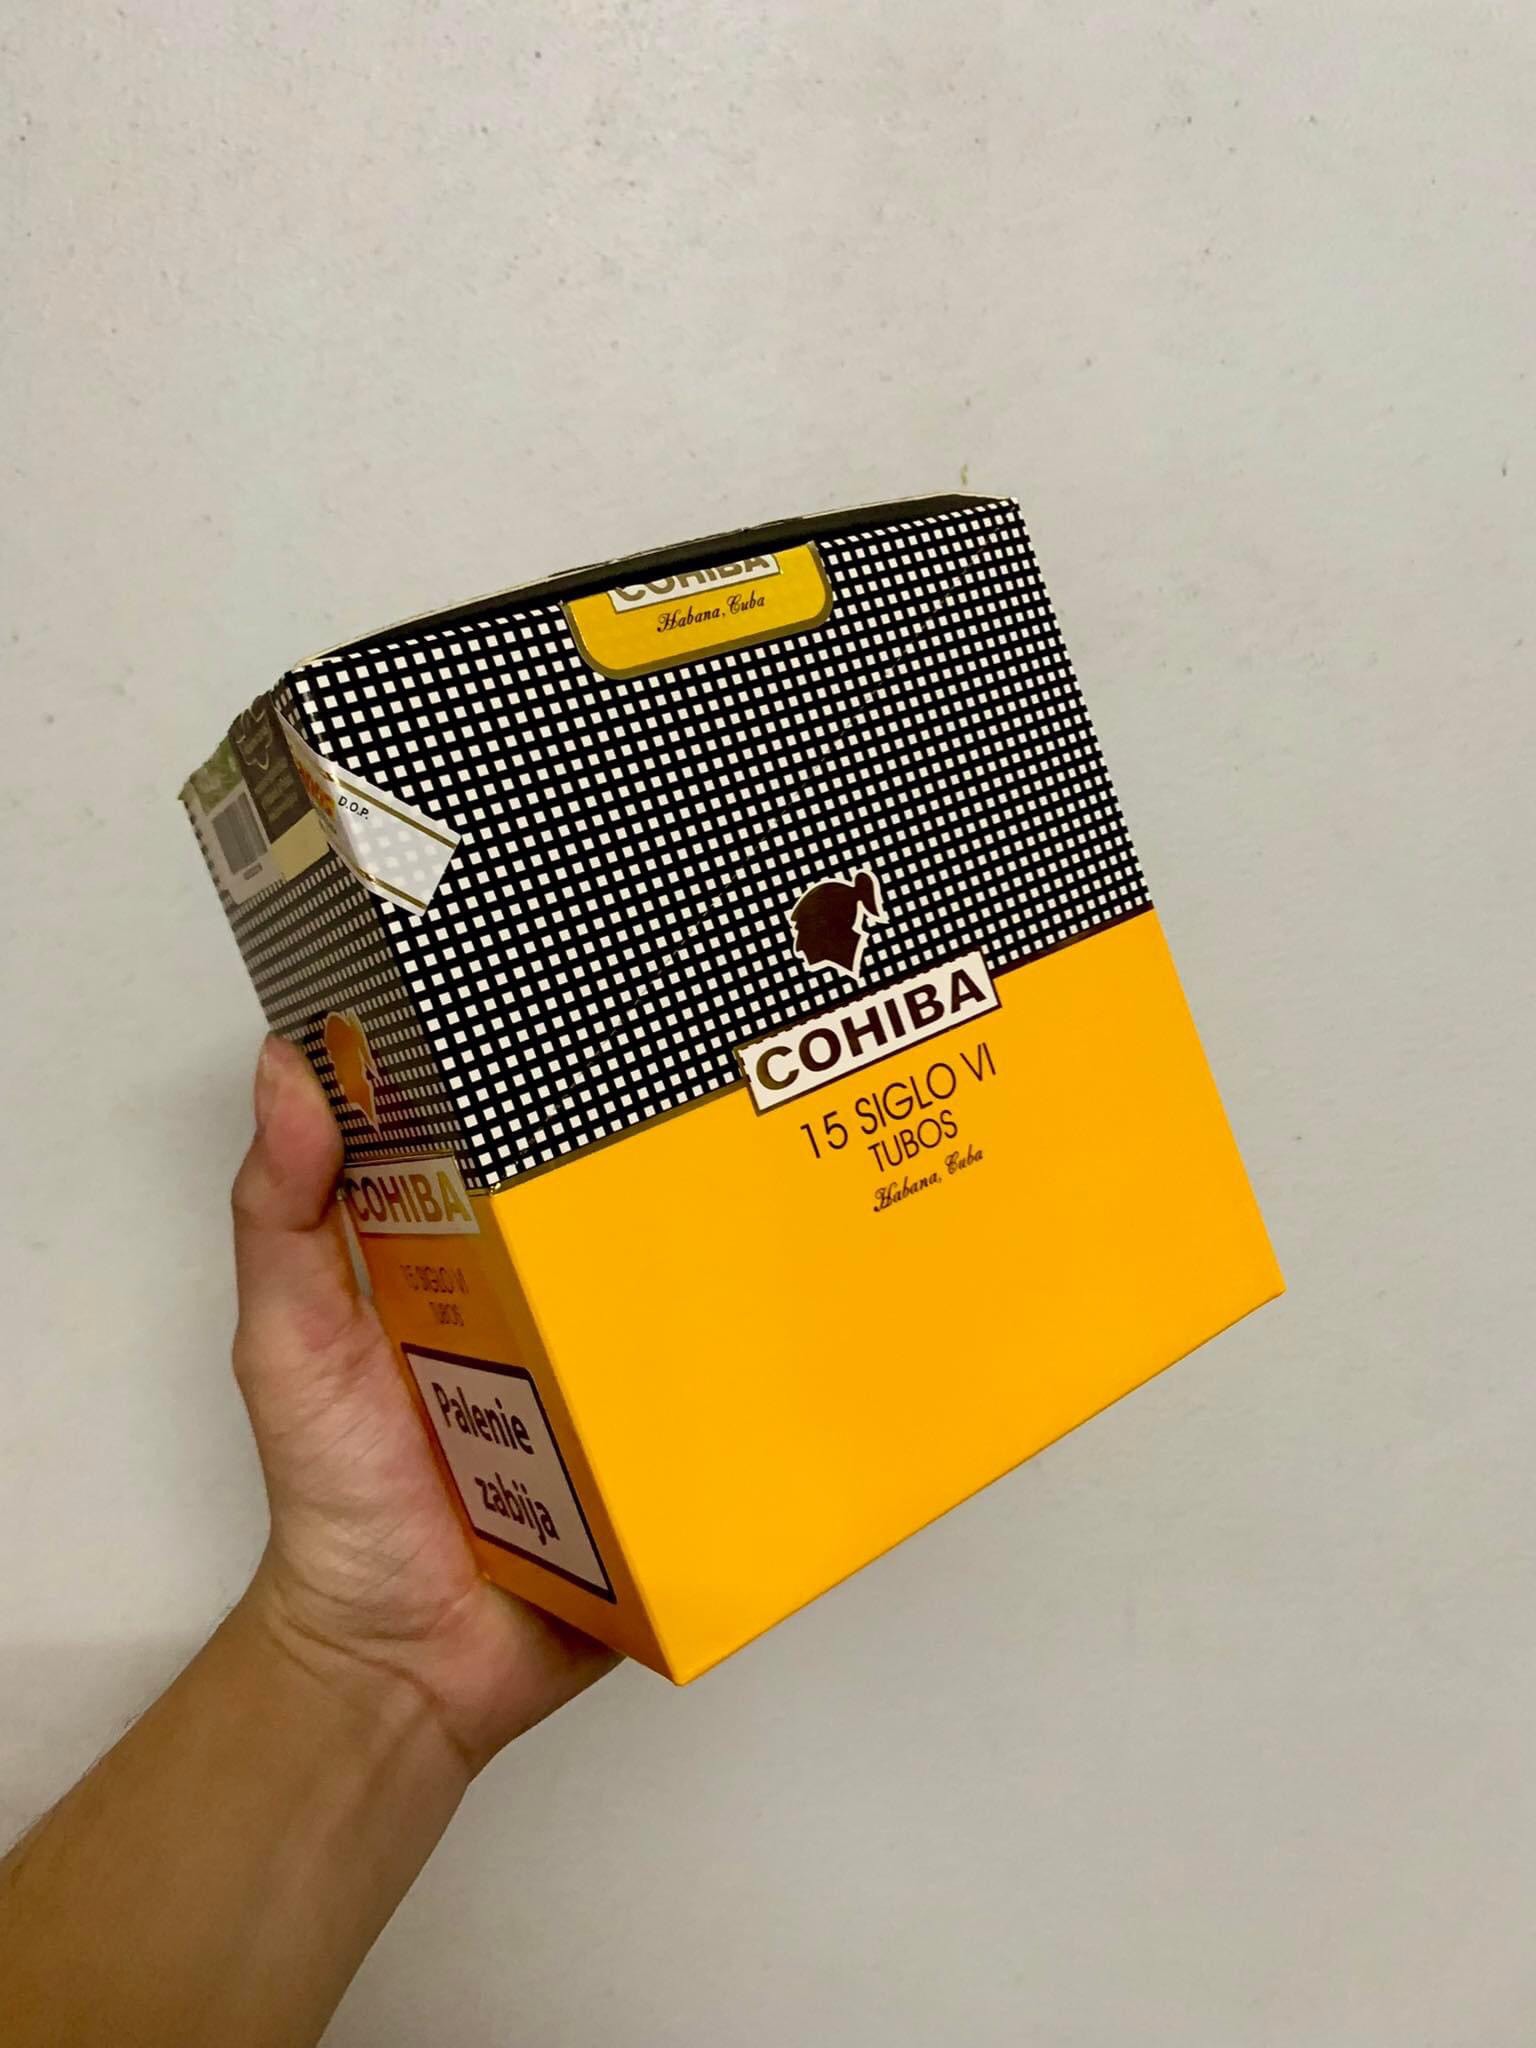 COHIBA
Habana, Cuba
D.O.P.
COHIBA
15 SIGLO VI
TUBOS
Habana, Cuba
COHIBA
15 SIGLO VI
TUBOS
Palenie
zabija